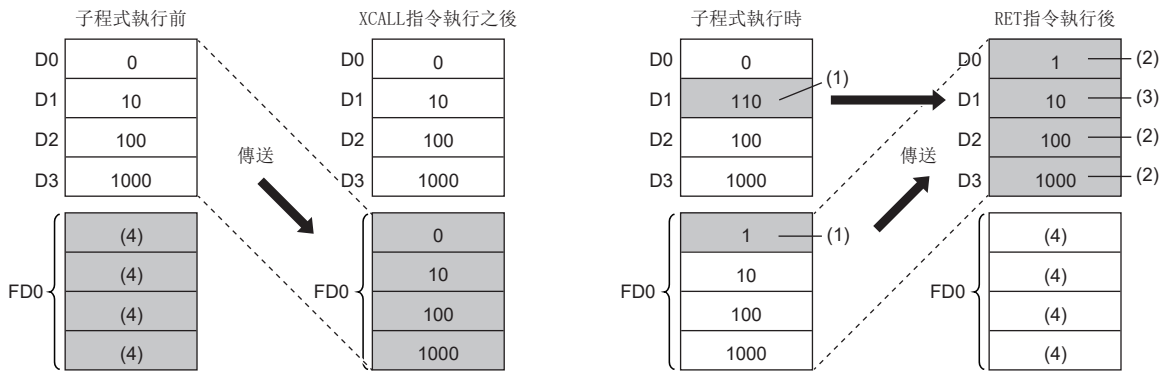 子程式執行前
D0 0
D1 10
D2 100
D3 1000
FD0
(4)
(4)
(4)
(4)
傳送
XCALL指令執行之後
D0 0
D1 10
D2 100
D3 1000
FD0
0
10
100
1000
子程式執行時
D0 0
D1 110 (1)
D2 100
D3 1000
FD0
1 (1)
10
100
1000
傳送
RET指令執行後
D0 1 (2)
D1 10 (3)
D2 100 (2)
D3 1000 (2)
FD0
(4)
(4)
(4)
(4)